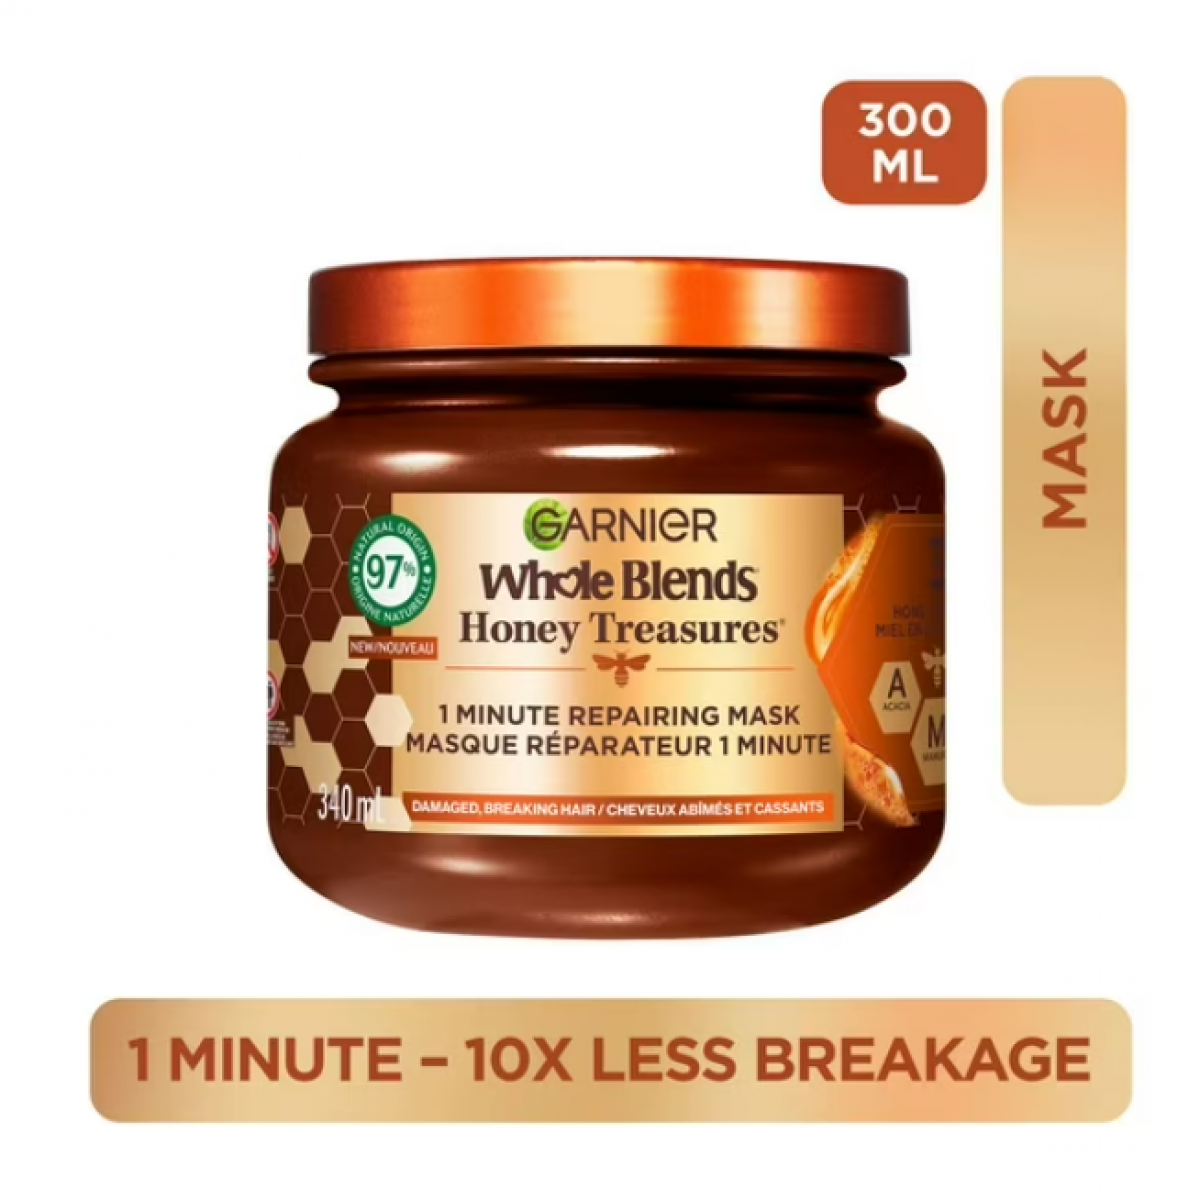 300
ML
MASK
GARNIER
Whole Blends
Honey Treasures®
1 MINUTE REPAIRING MASK
MASQUE RÉPARATEUR 1 MINUTE
DAMAGED, BREAKING HAIR / CHEVEUX ABÎMÉS ET CASSANTS
NATURAL ORIGIN
97%
ORIGINE NATURELLE
NEW/NOUVEAU
340 mL
MIEL EN
A
ACACIA
M
1 MINUTE – 10X LESS BREAKAGE